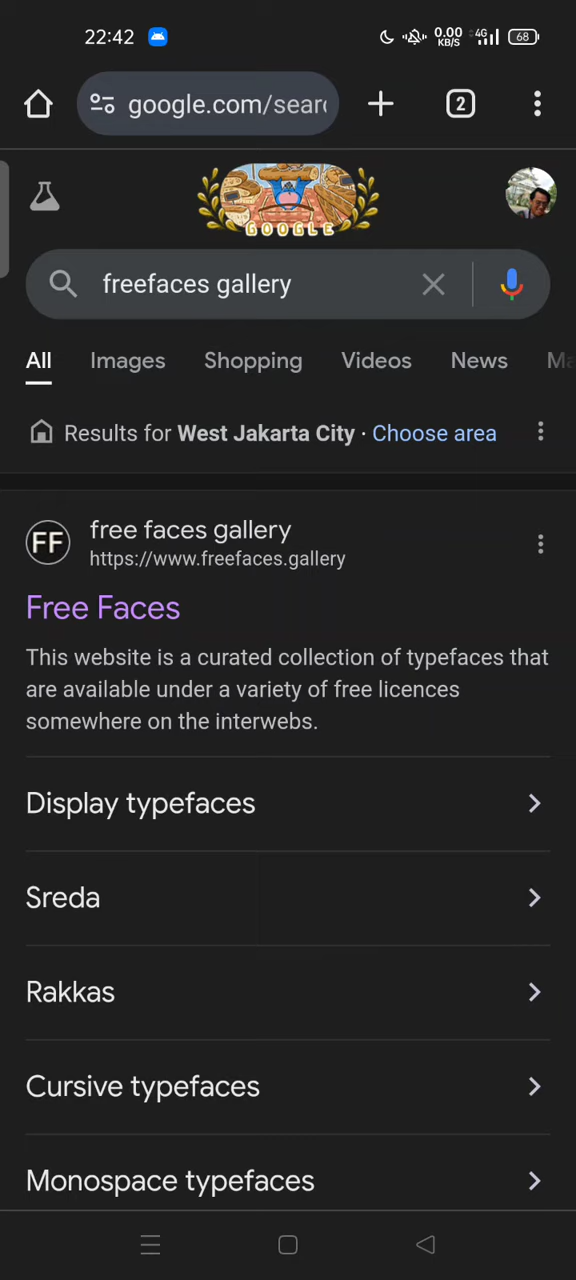 22:42
0.00
KB/S
4G
68
google.com/sear
2
GOOGLE
freefaces gallery
All Images Shopping Videos News Ma
Results for West Jakarta City · Choose area
FF
free faces gallery
https://www.freefaces.gallery
Free Faces
This website is a curated collection of typefaces that
are available under a variety of free licences
somewhere on the interwebs.
Display typefaces
Sreda
Rakkas
Cursive typefaces
Monospace typefaces